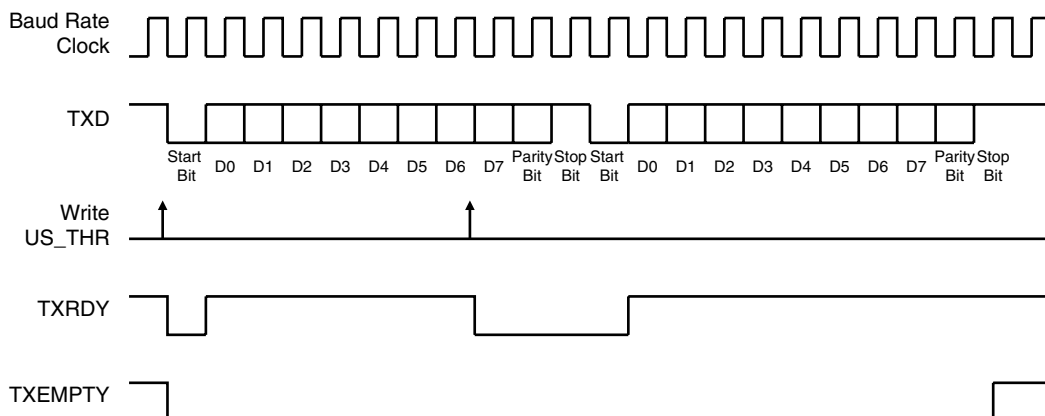 Baud Rate
Clock
TXD
Start
Bit
D0
D1
D2
D3
D4
D5
D6
D7
Parity
Bit
Stop
Bit
Start
Bit
D0
D1
D2
D3
D4
D5
D6
D7
Parity
Bit
Stop
Bit
Write
US_THR
TXRDY
TXEMPTY